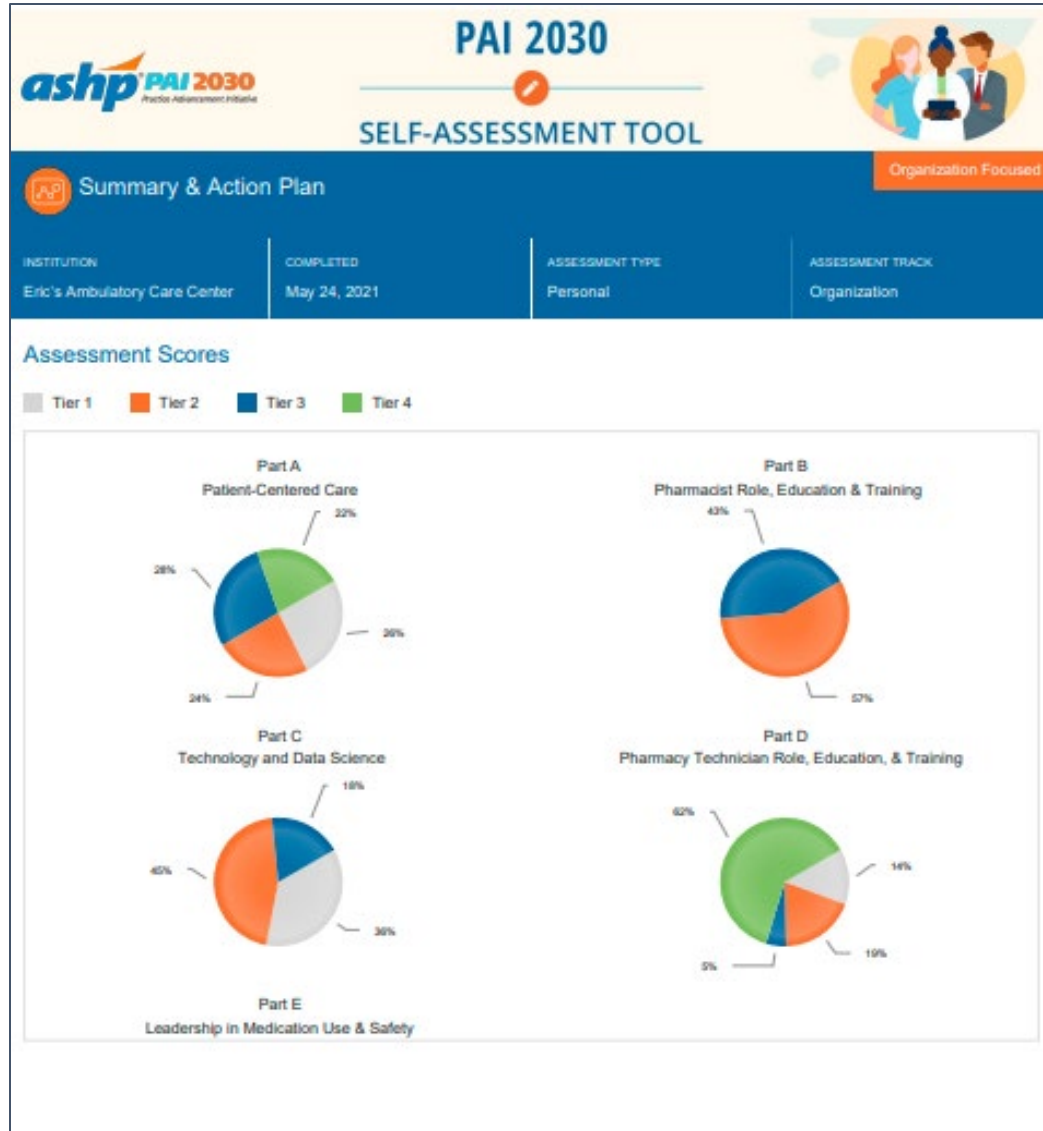 PAI 2030
ashp PAI 2030
Practice Advancement Initiative
SELF-ASSESSMENT TOOL
Organization Focused
Summary & Action Plan
INSTITUTION
Eric's Ambulatory Care Center
COMPLETED
May 24, 2021
ASSESSMENT TYPE
Personal
ASSESSMENT TRACK
Organization
Assessment Scores
Tier 1 Tier 2 Tier 3 Tier 4
Part A
Patient-Centered Care
22%
28%
26%
24%
Part B
Pharmacist Role, Education & Training
43%
57%
Part C
Technology and Data Science
18%
45%
36%
Part D
Pharmacy Technician Role, Education, & Training
62%
14%
19%
5%
Part E
Leadership in Medication Use & Safety